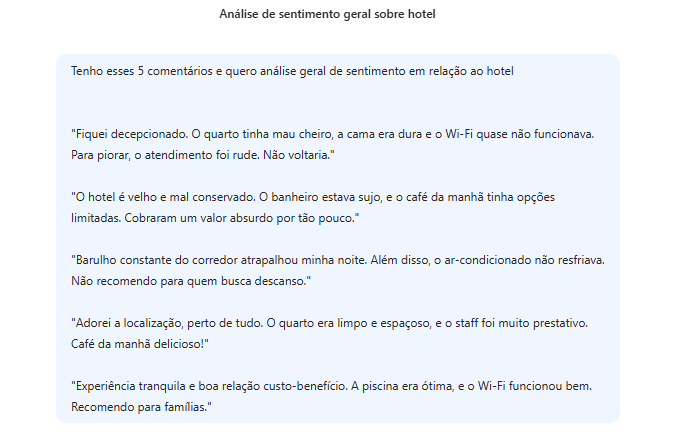 Análise de sentimento geral sobre hotel
Tenho esses 5 comentários e quero análise geral de sentimento em relação ao hotel
"Fiquei decepcionado. O quarto tinha mau cheiro, a cama era dura e o Wi-Fi quase não funcionava.
Para piorar, o atendimento foi rude. Não voltaria."
"O hotel é velho e mal conservado. O banheiro estava sujo, e o café da manhã tinha opções
limitadas. Cobraram um valor absurdo por tão pouco."
"Barulho constante do corredor atrapalhou minha noite. Além disso, o ar-condicionado não resfriava.
Não recomendo para quem busca descanso."
"Adorei a localização, perto de tudo. O quarto era limpo e espaçoso, e o staff foi muito prestativo.
Café da manhã delicioso!"
"Experiência tranquila e boa relação custo-benefício. A piscina era ótima, e o Wi-Fi funcionou bem.
Recomendo para famílias."